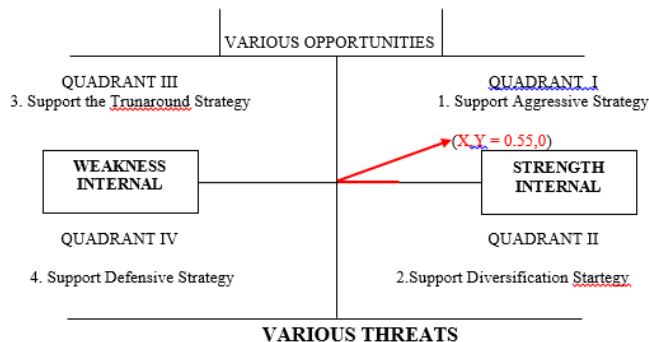 VARIOUS OPPORTUNITIES
QUADRANT III
3. Support the Trunaround Strategy
QUADRANT I
1. Support Aggressive Strategy
(X,Y = 0.55,0)
WEAKNESS
INTERNAL
STRENGTH
INTERNAL
QUADRANT IV
4. Support Defensive Strategy
QUADRANT II
2.Support Diversification Startegy
VARIOUS THREATS